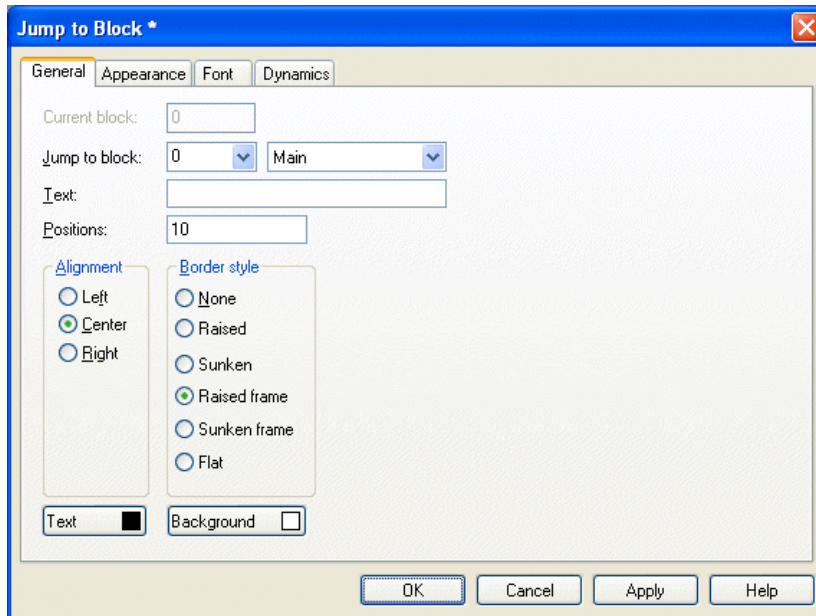 Jump to Block *
General Appearance Font Dynamics
Current block: 0
Jump to block: 0 Main
Text:
Positions: 10
Alignment
Left
Center
Right
Border style
None
Raised
Sunken
Raised frame
Sunken frame
Flat
Text Background
OK Cancel Apply Help